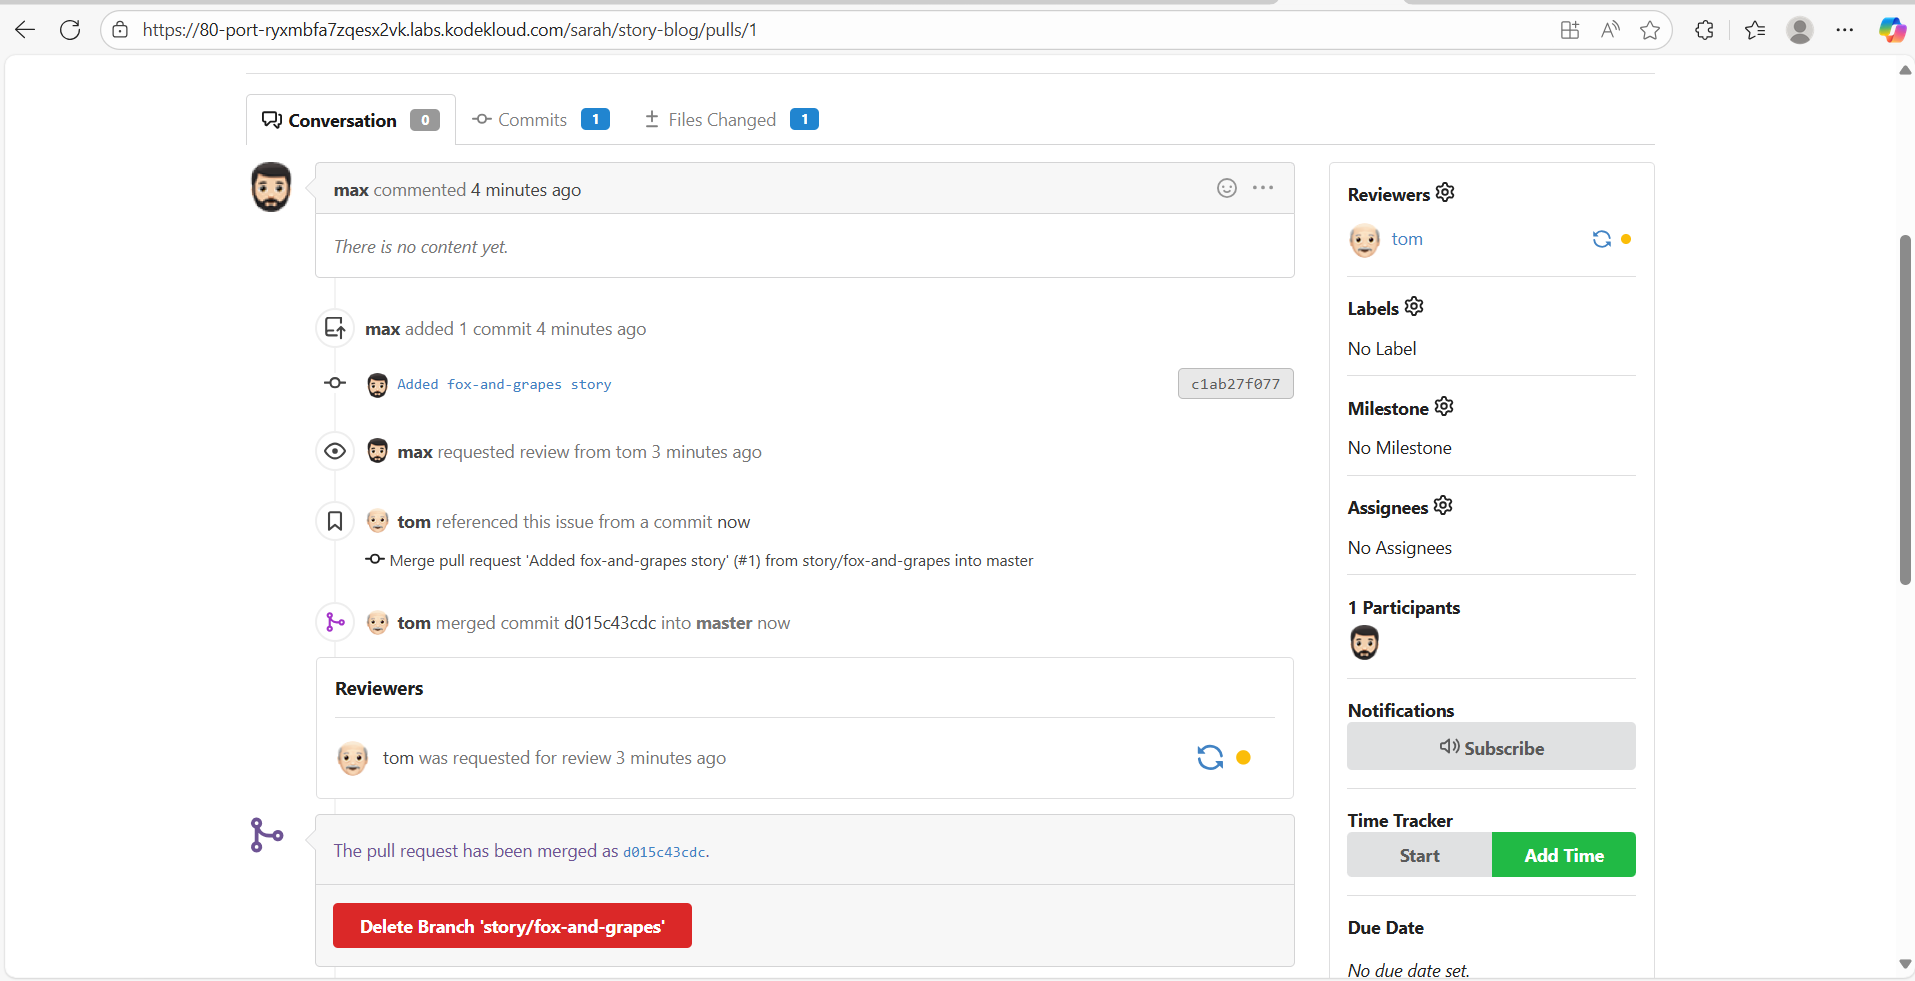 https://80-port-ryxmbfa7zqesx2vk.labs.kodekloud.com/sarah/story-blog/pulls/1
Conversation 0
Commits 1
Files Changed 1
max commented 4 minutes ago
There is no content yet.
max added 1 commit 4 minutes ago
Added fox-and-grapes story
c1ab27f077
max requested review from tom 3 minutes ago
tom referenced this issue from a commit now
Merge pull request 'Added fox-and-grapes story' (#1) from story/fox-and-grapes into master
tom merged commit d015c43cdc into master now
Reviewers
tom was requested for review 3 minutes ago
The pull request has been merged as d015c43cdc.
Delete Branch 'story/fox-and-grapes'
Reviewers
tom
Labels
No Label
Milestone
No Milestone
Assignees
No Assignees
1 Participants
Notifications
Subscribe
Time Tracker
Start
Add Time
Due Date
No due date set.